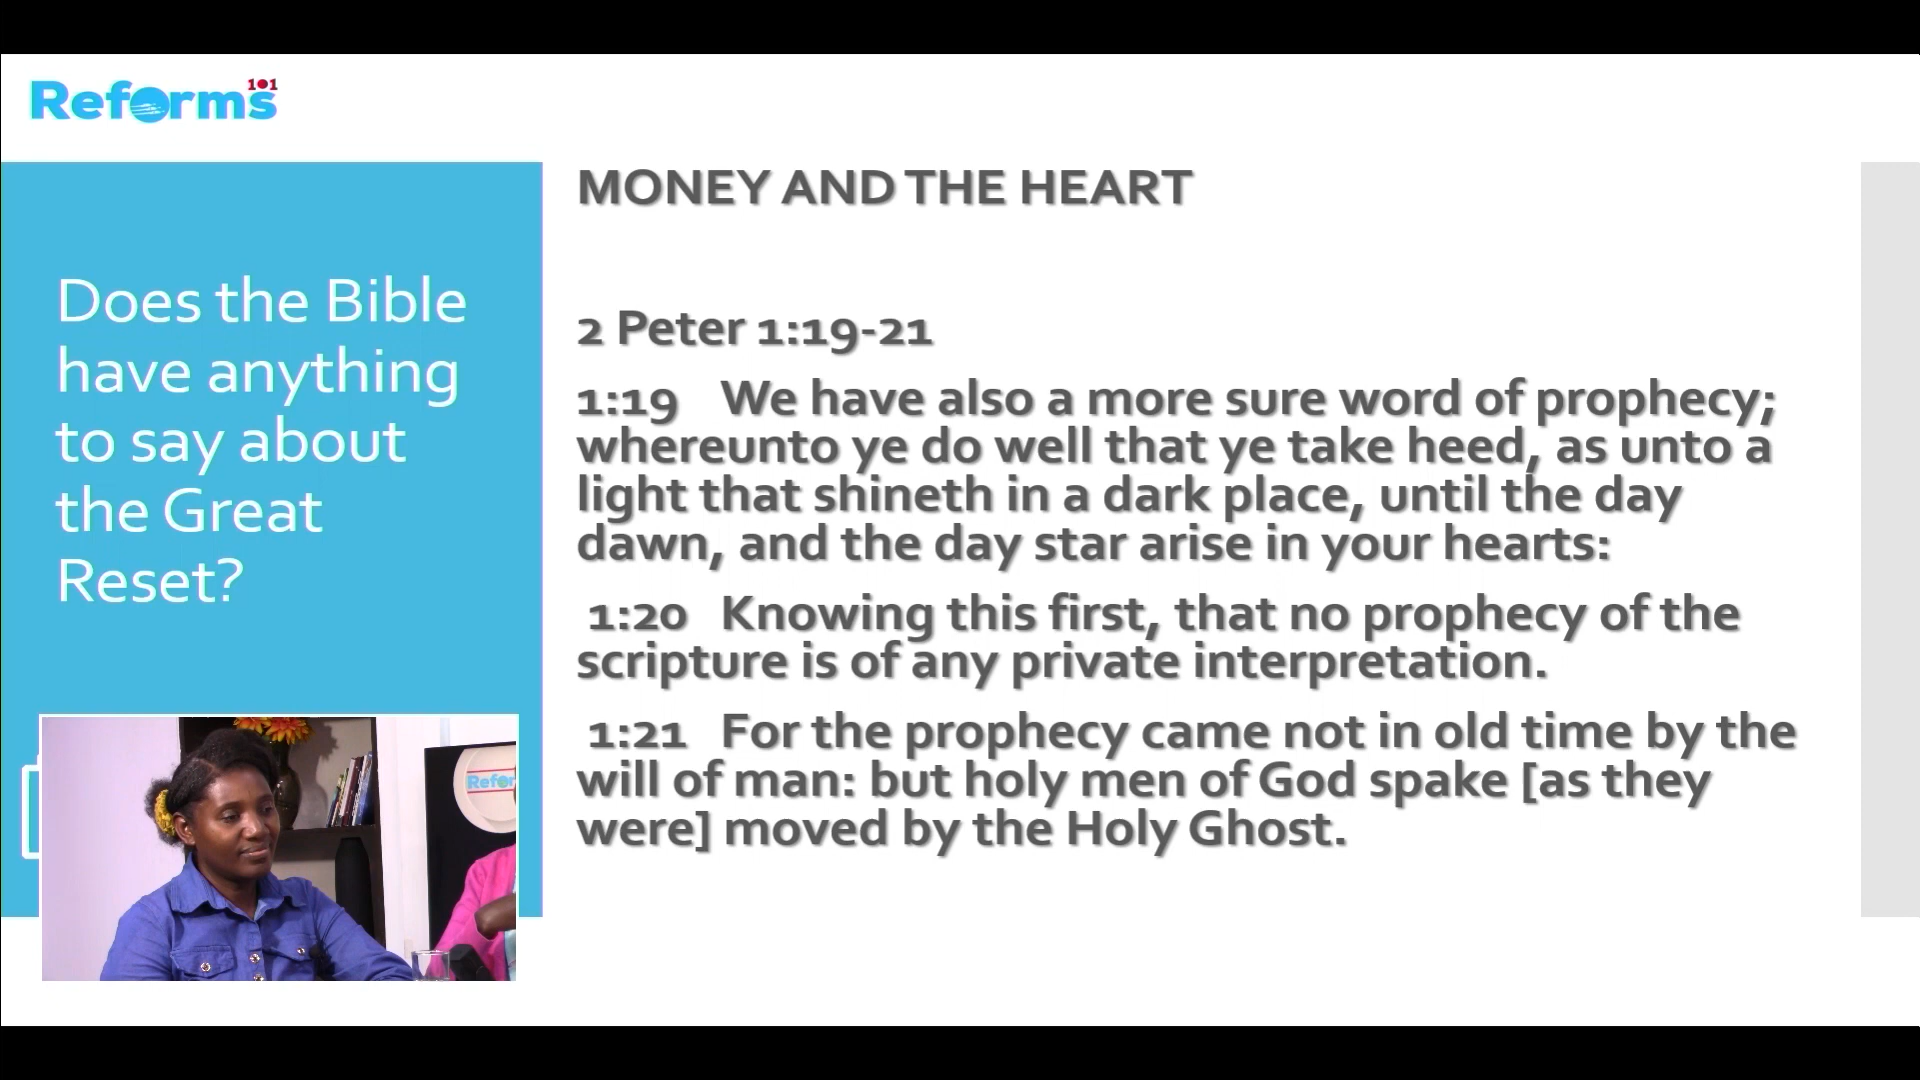 Reforms 101
Does the Bible
have anything
to say about
the Great
Reset?
MONEY AND THE HEART
2 Peter 1:19-21
1:19 We have also a more sure word of prophecy;
whereunto ye do well that ye take heed, as unto a
light that shineth in a dark place, until the day
dawn, and the day star arise in your hearts:
1:20 Knowing this first, that no prophecy of the
scripture is of any private interpretation.
1:21 For the prophecy came not in old time by the
will of man: but holy men of God spake [as they
were] moved by the Holy Ghost.
Refor